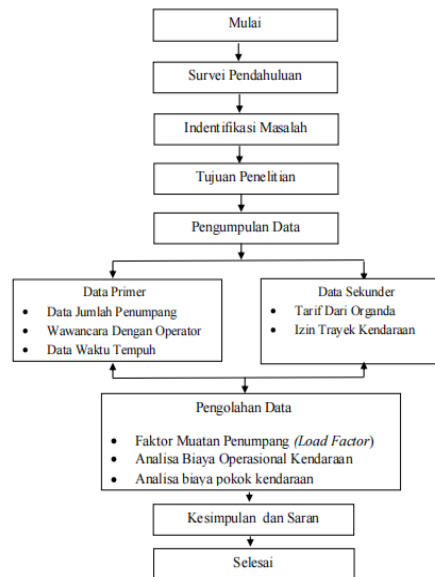 Mulai
Survei Pendahuluan
Indentifikasi Masalah
Tujuan Penelitian
Pengumpulan Data
Data Primer
• Data Jumlah Penumpang
• Wawancara Dengan Operator
• Data Waktu Tempuh
Data Sekunder
• Tarif Dari Organda
• Izin Trayek Kendaraan
Pengolahan Data
• Faktor Muatan Penumpang (Load Factor)
• Analisa Biaya Operasional Kendaraan
• Analisa biaya pokok kendaraan
Kesimpulan dan Saran
Selesai